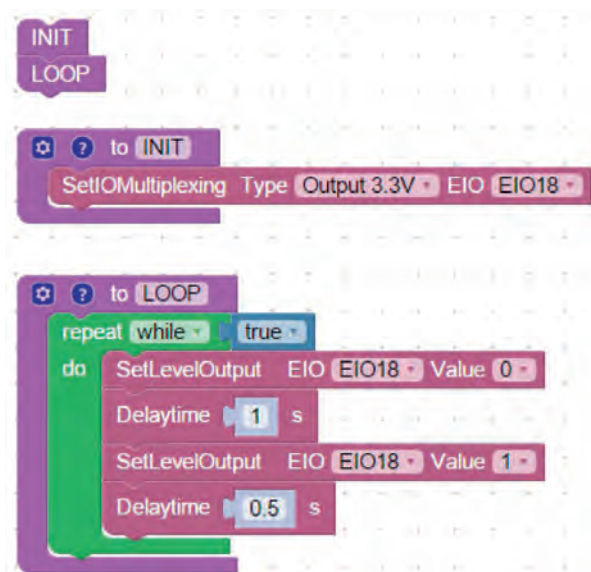 INIT
LOOP
? to INIT
SetIOMultiplexing Type Output 3.3V EIO EIO18
? to LOOP
repeat while true
do SetLevelOutput EIO EIO18 Value 0
Delaytime 1 s
SetLevelOutput EIO EIO18 Value 1
Delaytime 0.5 s